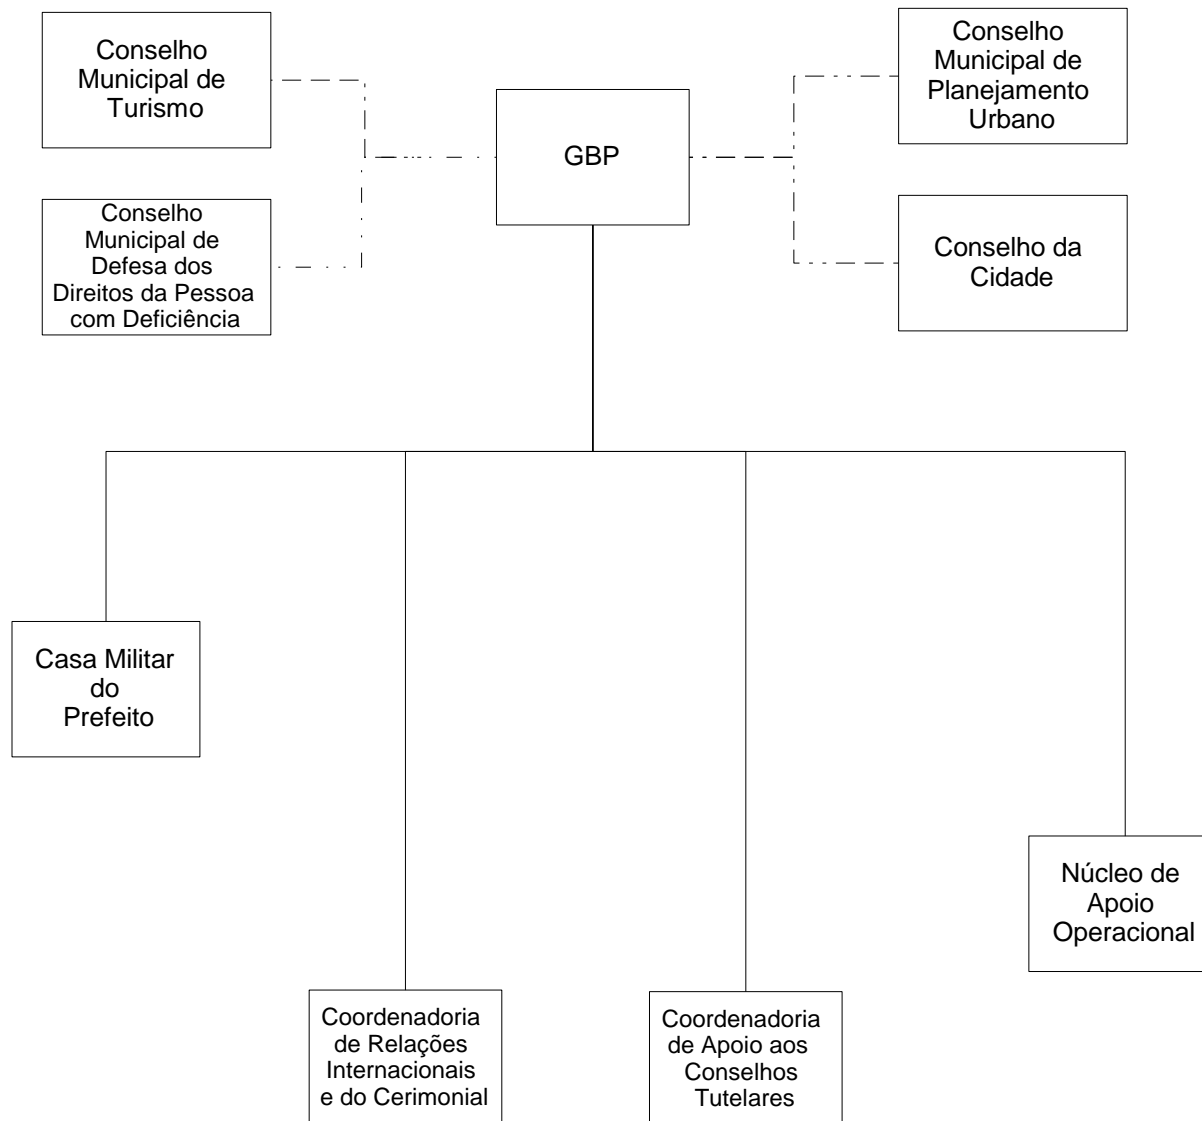 Conselho
Municipal de
Turismo
GBP
Conselho
Municipal de
Planejamento
Urbano
Conselho
Municipal de
Defesa dos
Direitos da Pessoa
com Deficiência
Conselho da
Cidade
Casa Militar
do
Prefeito
Núcleo de
Apoio
Operacional
Coordenadoria
de Relações
Internacionais
e do Cerimonial
Coordenadoria
de Apoio aos
Conselhos
Tutelares